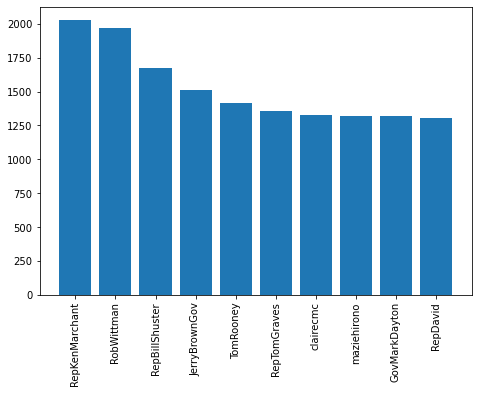 2000
1750
1500
1250
1000
750
500
250
0
RepKenMarchant
RobWittman
RepBillShuster
JerryBrownGov
TomRooney
RepTomGraves
clairecmc
maziehirono
GovMarkDayton
RepDavid